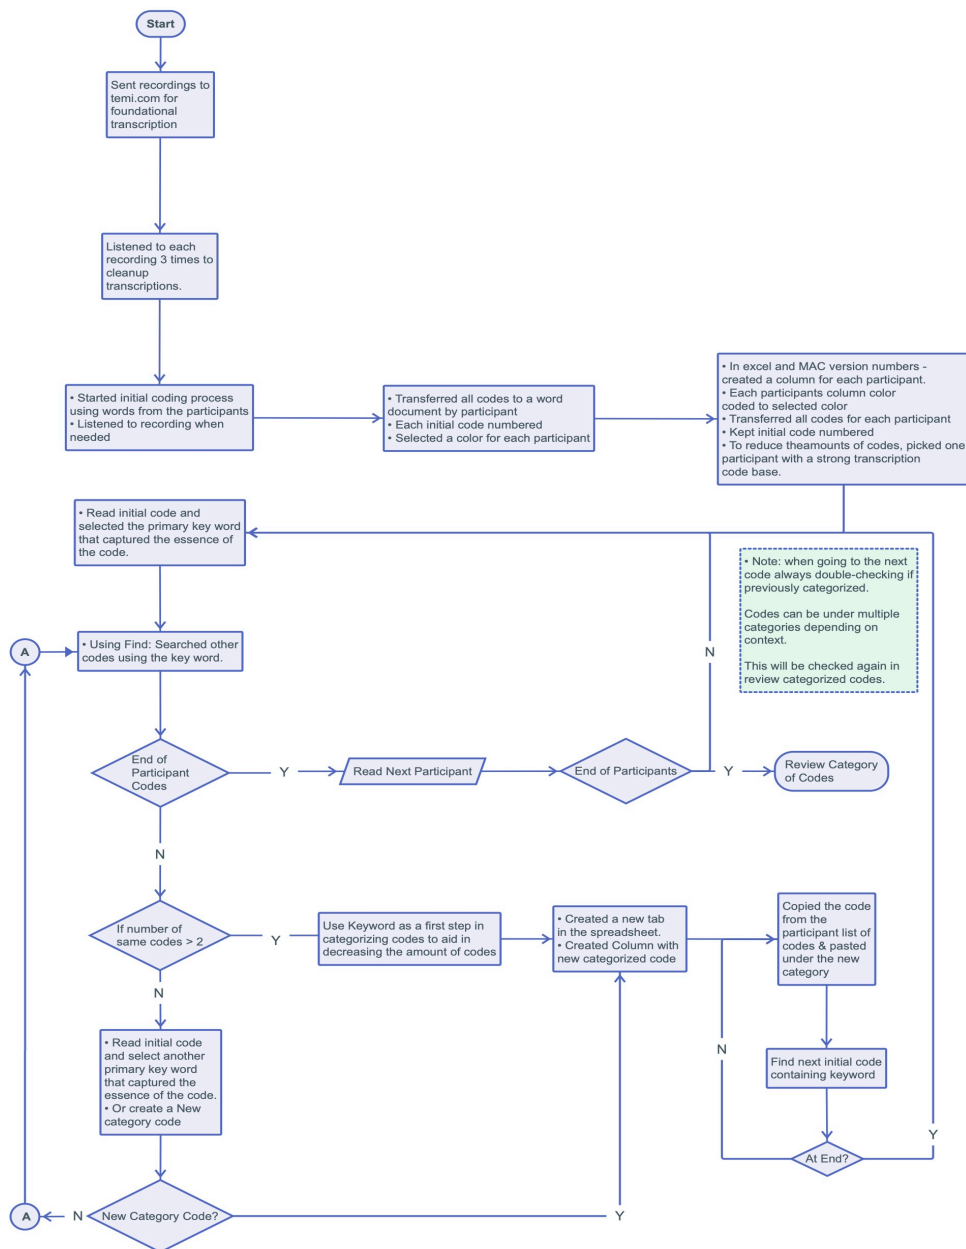 Start
Sent recordings to
temi.com for
foundational
transcription
Listened to each
recording 3 times to
cleanup
transcriptions.
• Started initial coding process
using words from the participants
• Listened to recording when
needed
• Transferred all codes to a word
document by participant
• Each initial code numbered
• Selected a color for each participant
• In excel and MAC version numbers -
created a column for each participant.
• Each participants column color
coded to selected color
• Transferred all codes for each participant
• Kept initial code numbered
• To reduce theamounts of codes, picked one
participant with a strong transcription
code base.
• Read initial code and
selected the primary key word
that captured the essence of
the code.
• Note: when going to the next
code always double-checking if
previously categorized.
Codes can be under multiple
categories depending on
context.
This will be checked again in
review categorized codes.
A
• Using Find: Searched other
codes using the key word.
N
End of
Participant
Codes
Y
Read Next Participant
End of Participants
Y
Review Category
of Codes
N
If number of
same codes > 2
Y
Use Keyword as a first step in
categorizing codes to aid in
decreasing the amount of codes
• Created a new tab
in the spreadsheet.
• Created Column with
new categorized code
Copied the code
from the
participant list of
codes & pasted
under the new
category
N
• Read initial code
and select another
primary key word
that captured the
essence of the code.
• Or create a New
category code
N
Find next initial code
containing keyword
Y
At End?
A
N
New Category Code?
Y